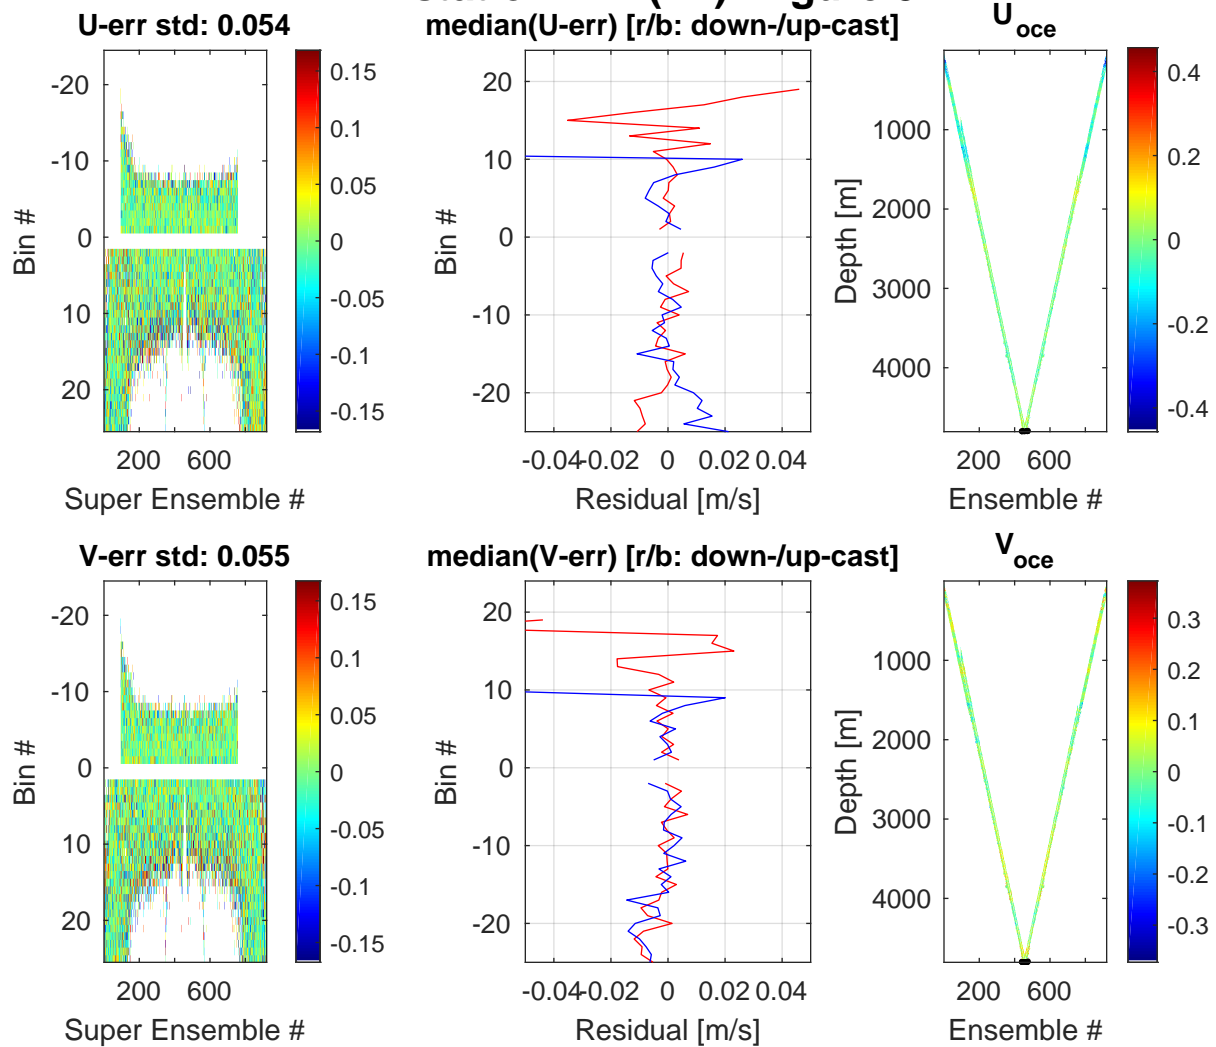 U-err std: 0.054
median(U-err) [r/b: down-/up-cast]
U oce
-20
-10
0
10
20
Bin #
200 600
Super Ensemble #
0.15
0.1
0.05
0
-0.05
-0.1
-0.15
20
10
0
-10
-20
Bin #
-0.04 -0.02 0 0.02 0.04
Residual [m/s]
1000
2000
3000
4000
Depth [m]
200 600
Ensemble #
0.4
0.2
0
-0.2
-0.4
V-err std: 0.055
median(V-err) [r/b: down-/up-cast]
V oce
-20
-10
0
10
20
Bin #
200 600
Super Ensemble #
0.15
0.1
0.05
0
-0.05
-0.1
-0.15
20
10
0
-10
-20
Bin #
-0.04 -0.02 0 0.02 0.04
Residual [m/s]
1000
2000
3000
4000
Depth [m]
200 600
Ensemble #
0.3
0.2
0.1
0
-0.1
-0.2
-0.3